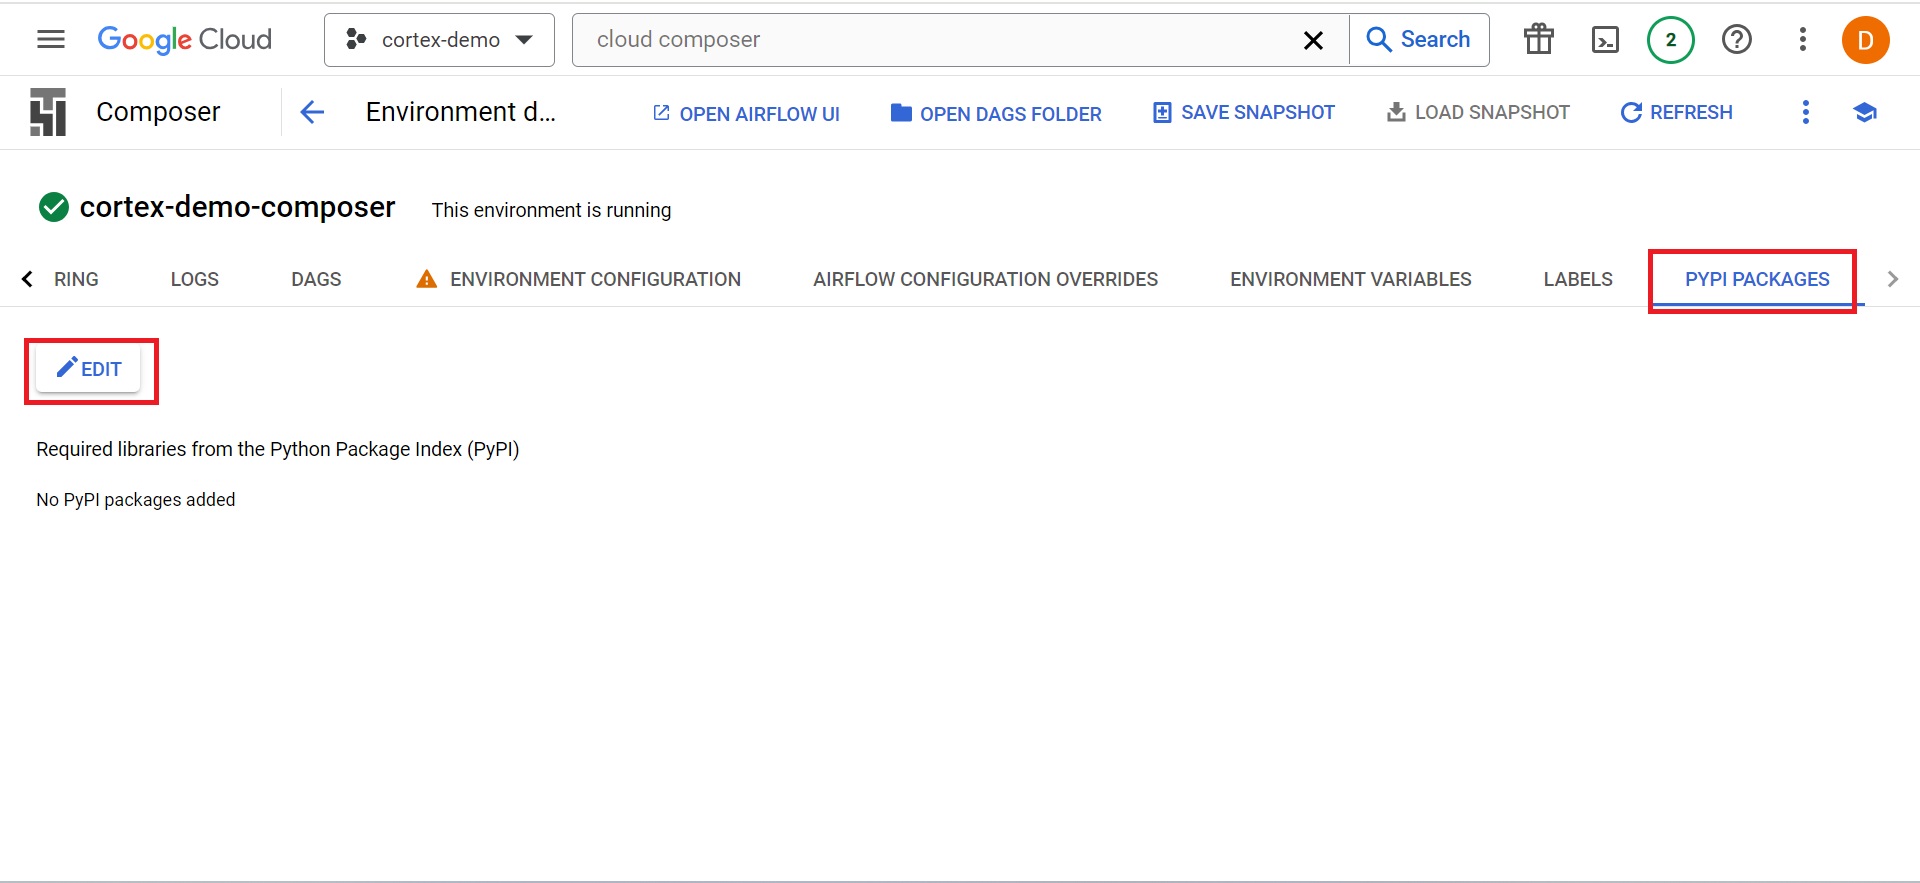 Google Cloud cortex-demo cloud composer Search 2 D
Composer Environment d... OPEN AIRFLOW UI OPEN DAGS FOLDER SAVE SNAPSHOT LOAD SNAPSHOT REFRESH
cortex-demo-composer This environment is running
RING LOGS DAGS ENVIRONMENT CONFIGURATION AIRFLOW CONFIGURATION OVERRIDES ENVIRONMENT VARIABLES LABELS PYPI PACKAGES
EDIT
Required libraries from the Python Package Index (PyPI)
No PyPI packages added